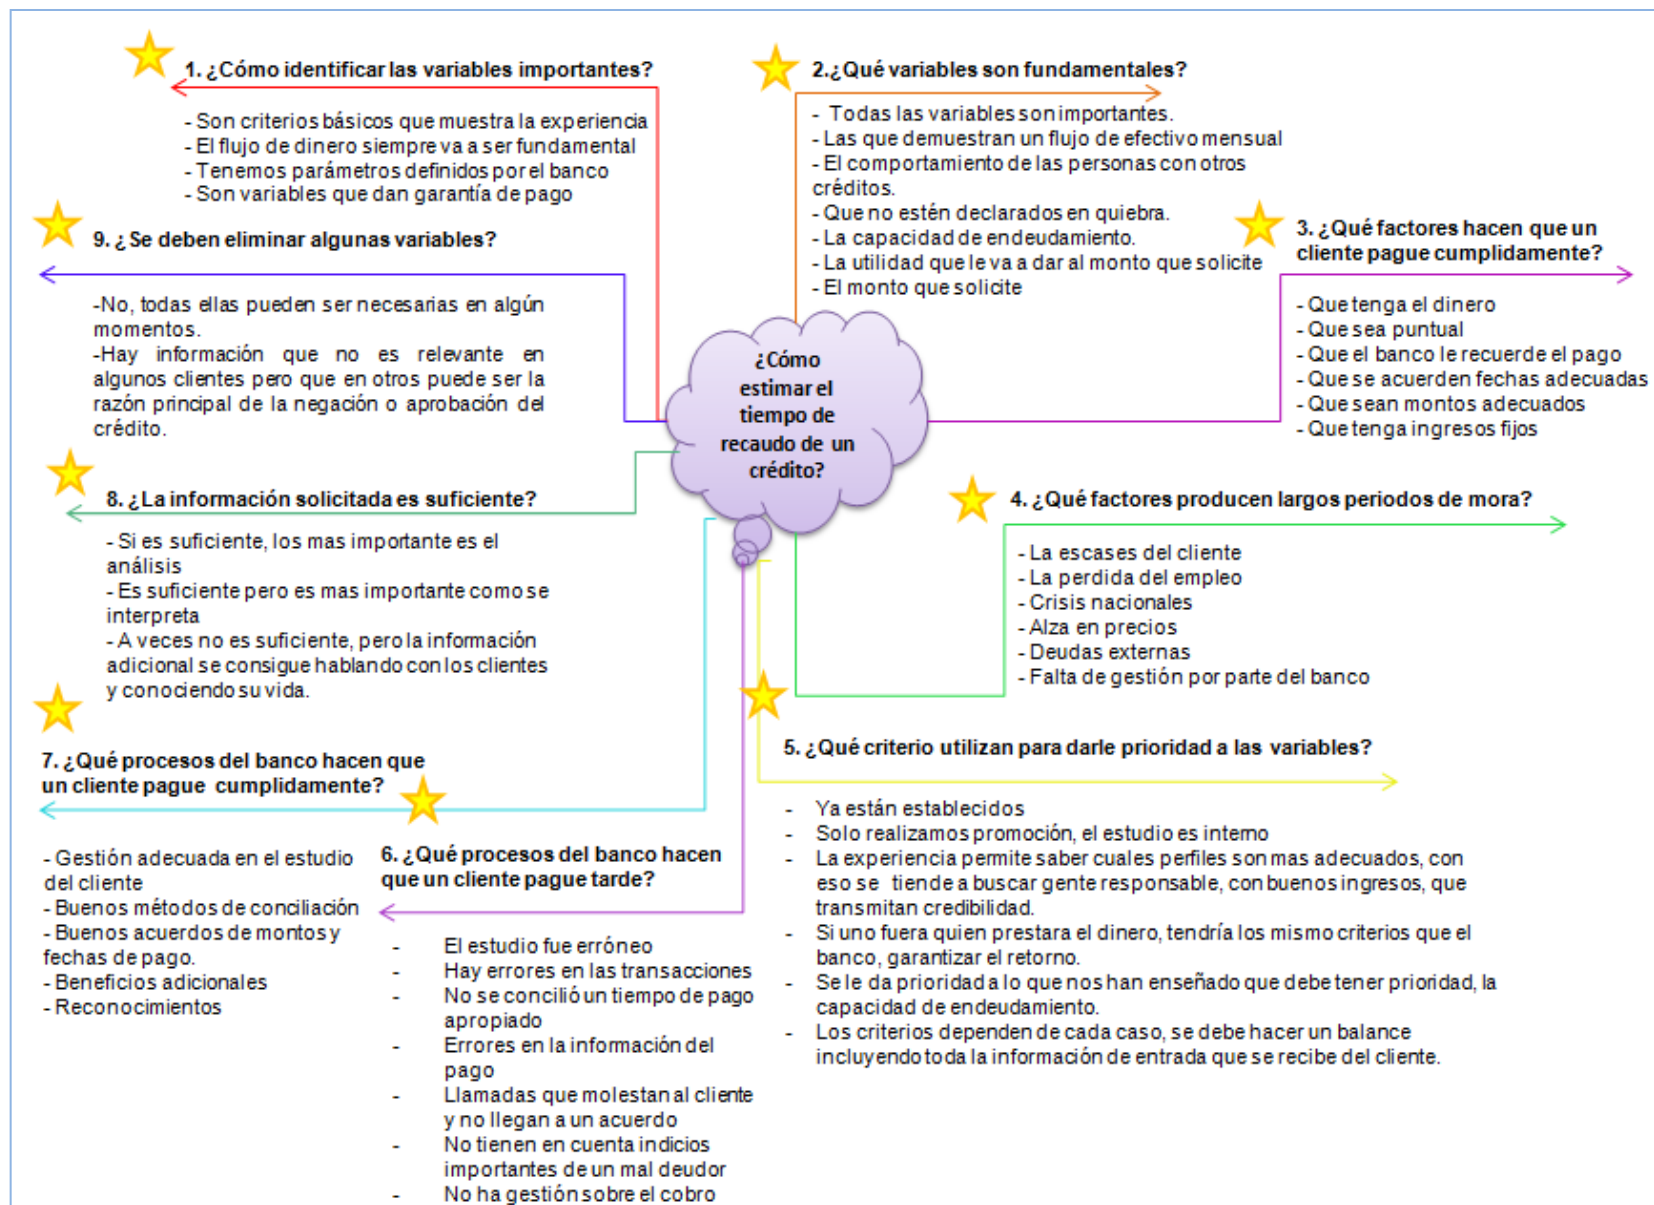 ¿Cómo
estimar el
tiempo de
recaudo de un
crédito?
1. ¿Cómo identificar las variables importantes?
- Son criterios básicos que muestra la experiencia
- El flujo de dinero siempre va a ser fundamental
- Tenemos parámetros definidos por el banco
- Son variables que dan garantía de pago
2.¿Qué variables son fundamentales?
- Todas las variables son importantes.
- Las que demuestran un flujo de efectivo mensual
- El comportamiento de las personas con otros
créditos.
- Que no estén declarados en quiebra.
- La capacidad de endeudamiento.
- La utilidad que le va a dar al monto que solicite
- El monto que solicite
3. ¿Qué factores hacen que un
cliente pague cumplidamente?
- Que tenga el dinero
- Que sea puntual
- Que el banco le recuerde el pago
- Que se acuerden fechas adecuadas
- Que sean montos adecuados
- Que tenga ingresos fijos
4. ¿Qué factores producen largos periodos de mora?
- La escases del cliente
- La perdida del empleo
- Crisis nacionales
- Alza en precios
- Deudas externas
- Falta de gestión por parte del banco
5. ¿Qué criterio utilizan para darle prioridad a las variables?
- Ya están establecidos
- Solo realizamos promoción, el estudio es interno
- La experiencia permite saber cuales perfiles son mas adecuados, con
eso se tiende a buscar gente responsable, con buenos ingresos, que
transmitan credibilidad.
- Si uno fuera quien prestara el dinero, tendría los mismo criterios que el
banco, garantizar el retorno.
- Se le da prioridad a lo que nos han enseñado que debe tener prioridad, la
capacidad de endeudamiento.
- Los criterios dependen de cada caso, se debe hacer un balance
incluyendo toda la información de entrada que se recibe del cliente.
6. ¿Qué procesos del banco hacen
que un cliente pague tarde?
- El estudio fue erróneo
- Hay errores en las transacciones
- No se concilió un tiempo de pago
apropiado
- Errores en la información del
pago
- Llamadas que molestan al cliente
y no llegan a un acuerdo
- No tienen en cuenta indicios
importantes de un mal deudor
- No ha gestión sobre el cobro
7. ¿Qué procesos del banco hacen que
un cliente pague cumplidamente?
- Gestión adecuada en el estudio
del cliente
- Buenos métodos de conciliación
- Buenos acuerdos de montos y
fechas de pago.
- Beneficios adicionales
- Reconocimientos
8. ¿La información solicitada es suficiente?
- Si es suficiente, los mas importante es el
análisis
- Es suficiente pero es mas importante como se
interpreta
- A veces no es suficiente, pero la información
adicional se consigue hablando con los clientes
y conociendo su vida.
9. ¿Se deben eliminar algunas variables?
-No, todas ellas pueden ser necesarias en algún
momentos.
-Hay información que no es relevante en
algunos clientes pero que en otros puede ser la
razón principal de la negación o aprobación del
crédito.